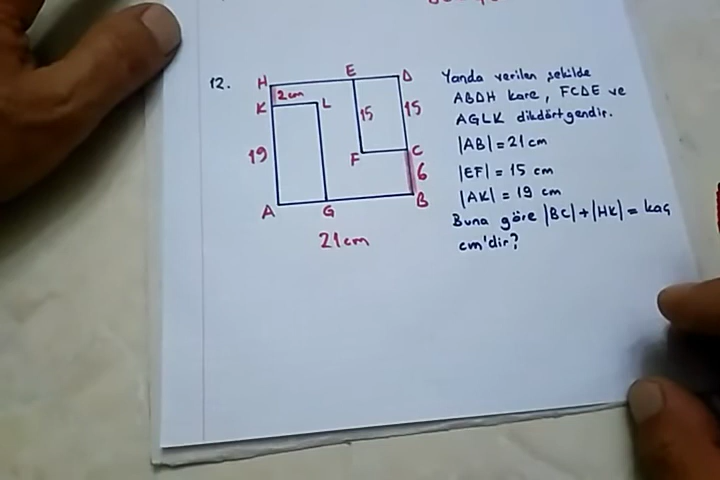 12.
H
E
D
K
2cm
L
15
15
19
F
C
6
A
G
B
21cm
Yanda verilen şekilde
ABDH kare, FCDE ve
AGLK dikdörtgendir.
|AB| = 21 cm
|EF| = 15 cm
|AK| = 19 cm
Buna göre |BC| + |HK| = kaç
cm'dir?